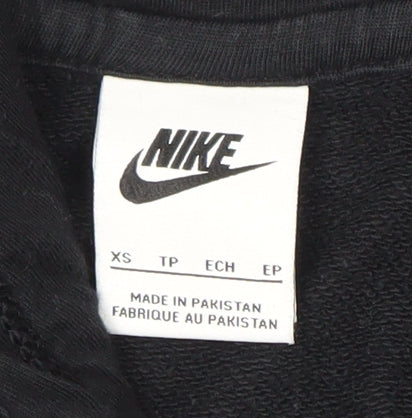 NIKE
XS TP ECH EP
MADE IN PAKISTAN
FABRIQUE AU PAKISTAN